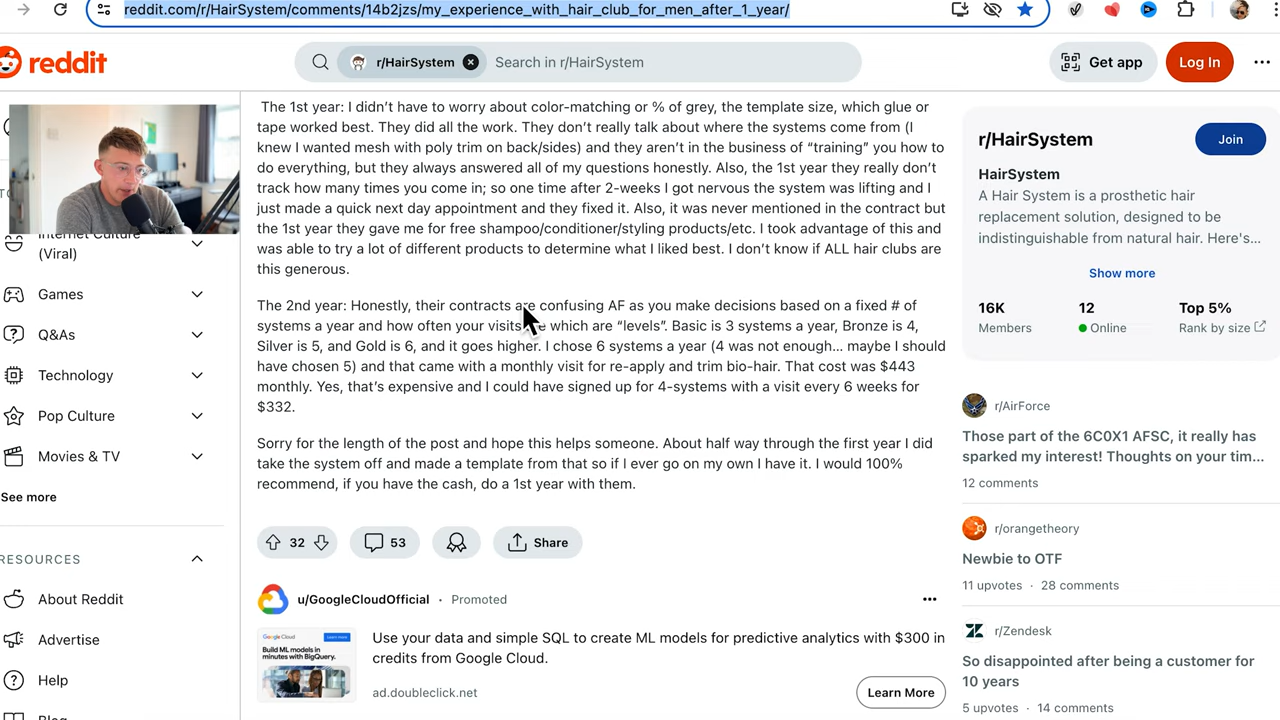 reddit.com/r/HairSystem/comments/14b2jzs/my_experience_with_hair_club_for_men_after_1_year/
reddit
r/HairSystem
Search in r/HairSystem
Get app
Log In
Internet Culture
(Viral)
Games
Q&As
Technology
Pop Culture
Movies & TV
See more
RESOURCES
About Reddit
Advertise
Help
The 1st year: I didn't have to worry about color-matching or % of grey, the template size, which glue or
tape worked best. They did all the work. They don't really talk about where the systems come from (I
knew I wanted mesh with poly trim on back/sides) and they aren't in the business of “training” you how to
do everything, but they always answered all of my questions honestly. Also, the 1st year they really don't
track how many times you come in; so one time after 2-weeks I got nervous the system was lifting and I
just made a quick next day appointment and they fixed it. Also, it was never mentioned in the contract but
the 1st year they gave me for free shampoo/conditioner/styling products/etc. I took advantage of this and
was able to try a lot of different products to determine what I liked best. I don't know if ALL hair clubs are
this generous.
The 2nd year: Honestly, their contracts are confusing AF as you make decisions based on a fixed # of
systems a year and how often your visits which are “levels”. Basic is 3 systems a year, Bronze is 4,
Silver is 5, and Gold is 6, and it goes higher. I chose 6 systems a year (4 was not enough... maybe I should
have chosen 5) and that came with a monthly visit for re-apply and trim bio-hair. That cost was $443
monthly. Yes, that's expensive and I could have signed up for 4-systems with a visit every 6 weeks for
$332.
Sorry for the length of the post and hope this helps someone. About half way through the first year I did
take the system off and made a template from that so if I ever go on my own I have it. I would 100%
recommend, if you have the cash, do a 1st year with them.
32
53
Share
u/GoogleCloudOfficial • Promoted
Google Cloud
Build ML models in
minutes with BigQuery.
Use your data and simple SQL to create ML models for predictive analytics with $300 in
credits from Google Cloud.
ad.doubleclick.net
Learn More
r/HairSystem
Join
HairSystem
A Hair System is a prosthetic hair
replacement solution, designed to be
indistinguishable from natural hair. Here's...
Show more
16K
Members
12
Online
Top 5%
Rank by size
r/AirForce
Those part of the 6C0X1 AFSC, it really has
sparked my interest! Thoughts on your tim...
12 comments
r/orangetheory
Newbie to OTF
11 upvotes · 28 comments
r/Zendesk
So disappointed after being a customer for
10 years
5 upvotes · 14 comments